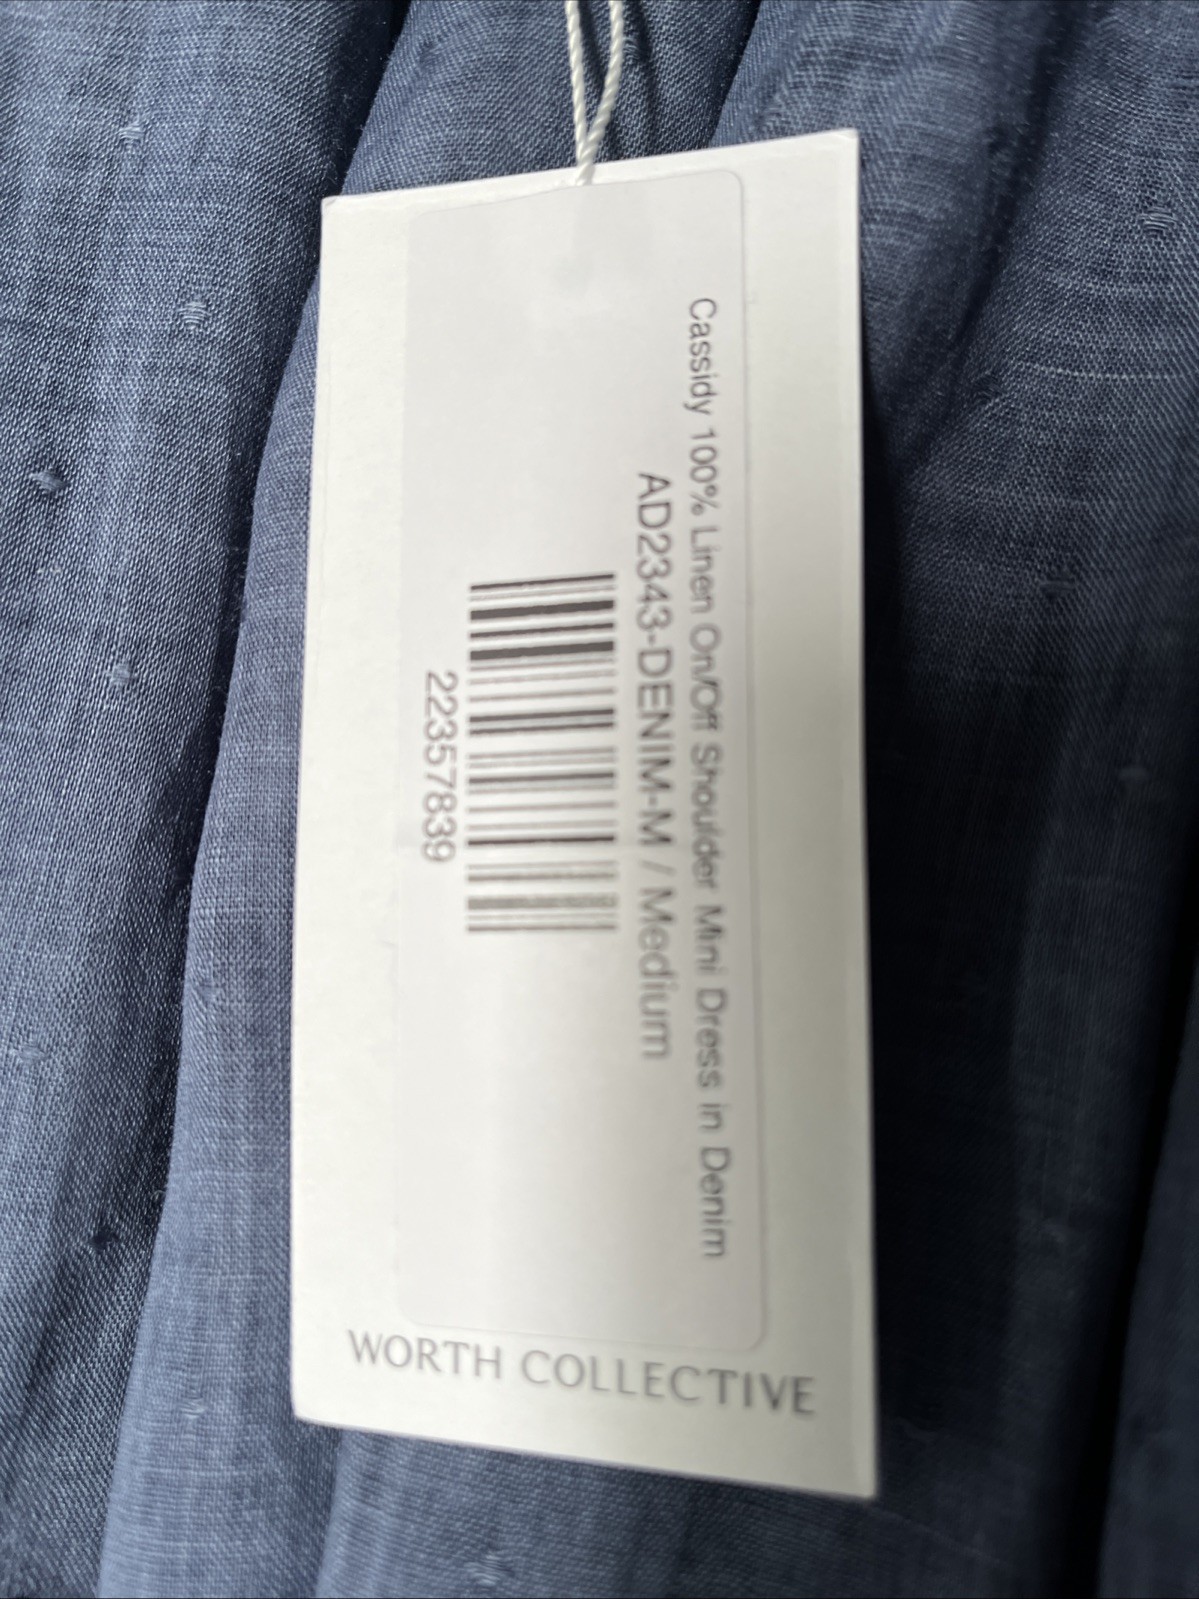 Cassidy 100% Linen On/Off Shoulder Mini Dress in Denim
AD2343-DENIM-M / Medium
22357839
WORTH COLLECTIVE